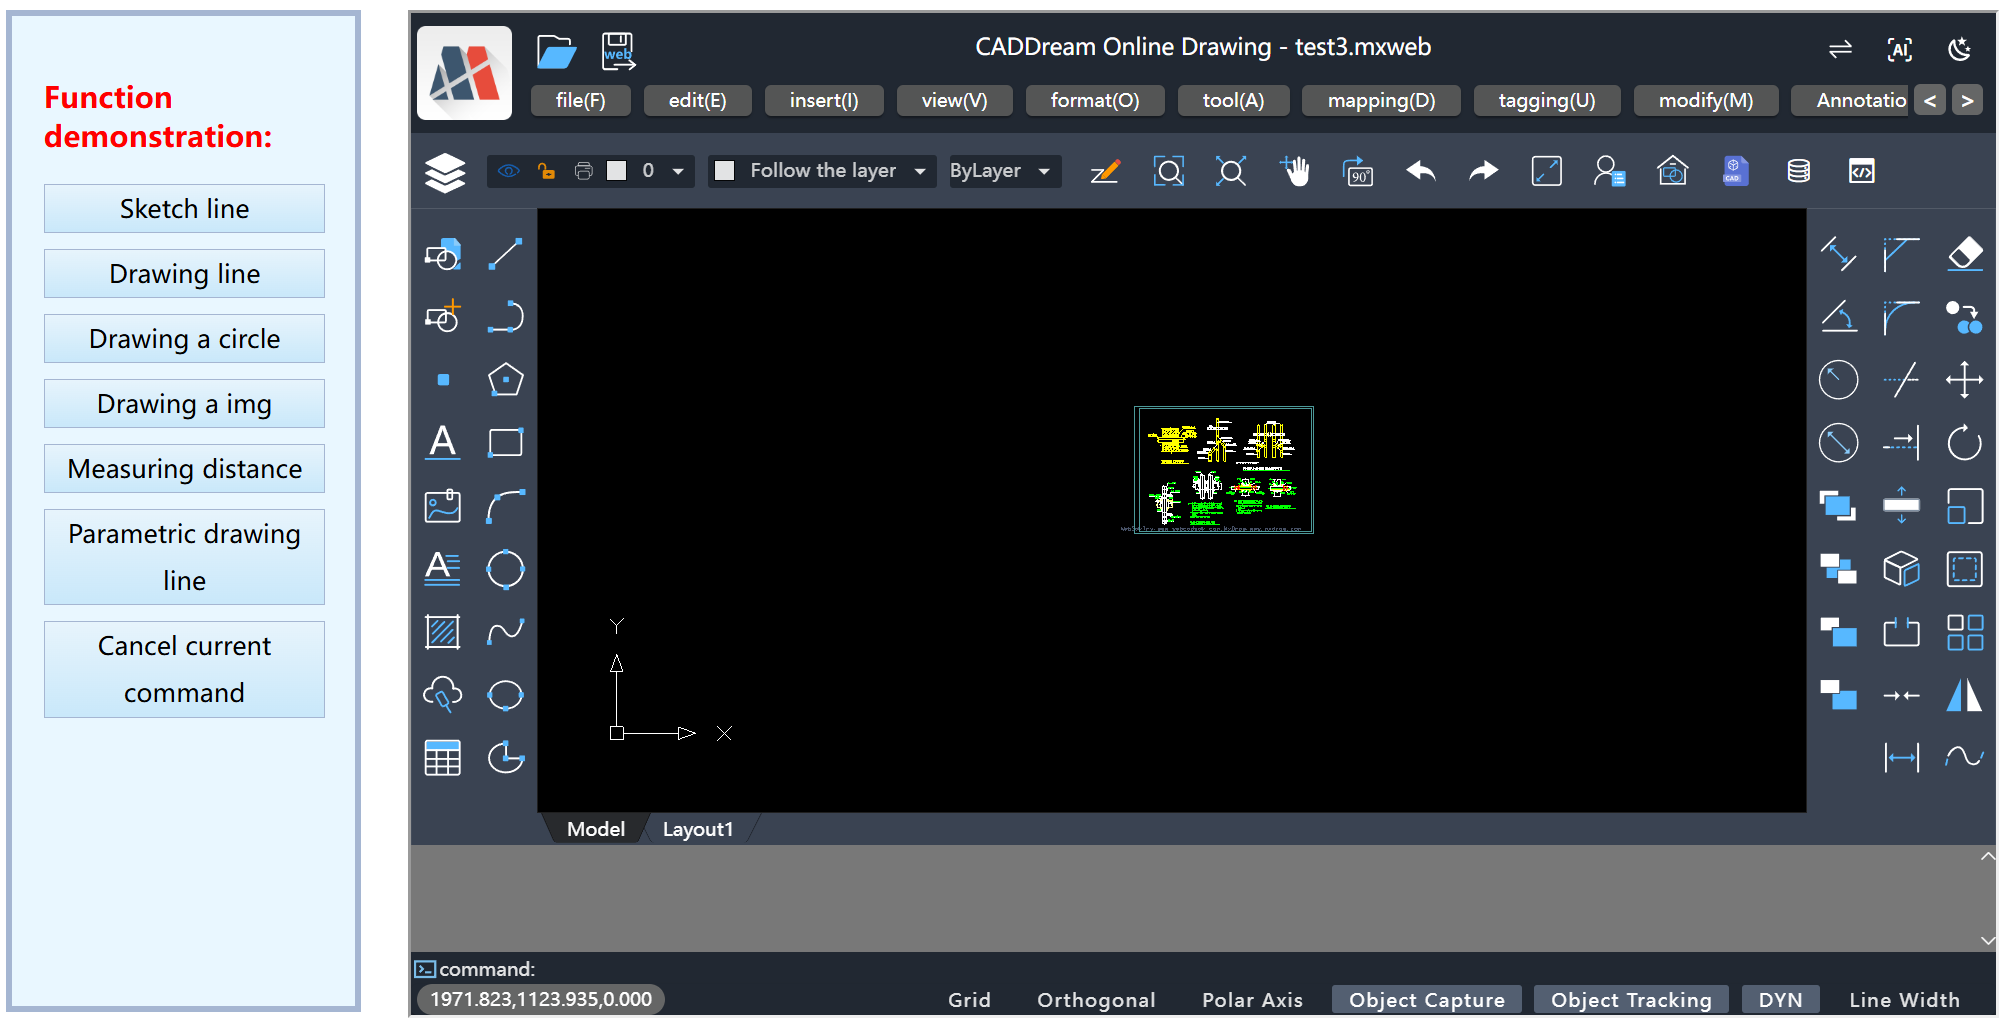 Function
demonstration:
Sketch line
Drawing line
Drawing a circle
Drawing a img
Measuring distance
Parametric drawing
line
Cancel current
command
web
CADDream Online Drawing - test3.mxweb
[AI]
file(F) edit(E) insert(I) view(V) format(O) tool(A) mapping(D) tagging(U) modify(M) Annotatio < >
0 Follow the layer ByLayer 90° CAD </>
A
A
Y
X
Model Layout1
command:
1971.823,1123.935,0.000 Grid Orthogonal Polar Axis Object Capture Object Tracking DYN Line Width